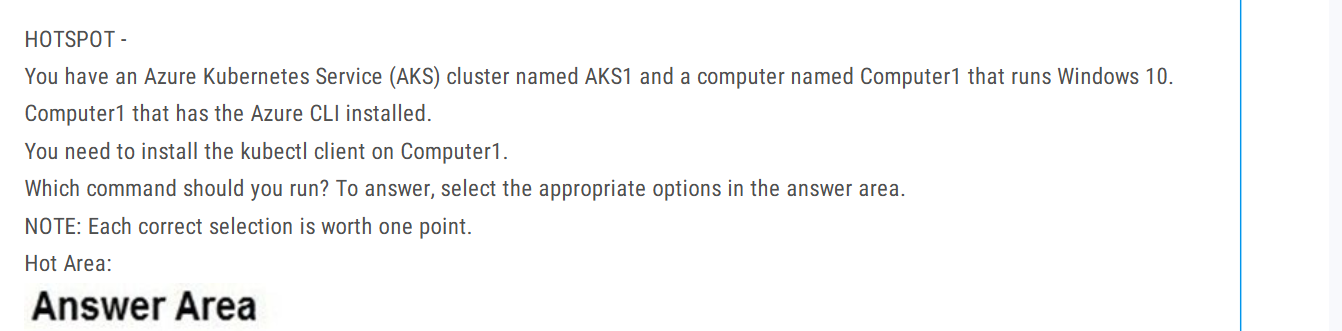 HOTSPOT -
You have an Azure Kubernetes Service (AKS) cluster named AKS1 and a computer named Computer1 that runs Windows 10.
Computer1 that has the Azure CLI installed.
You need to install the kubectl client on Computer1.
Which command should you run? To answer, select the appropriate options in the answer area.
NOTE: Each correct selection is worth one point.
Hot Area:
Answer Area